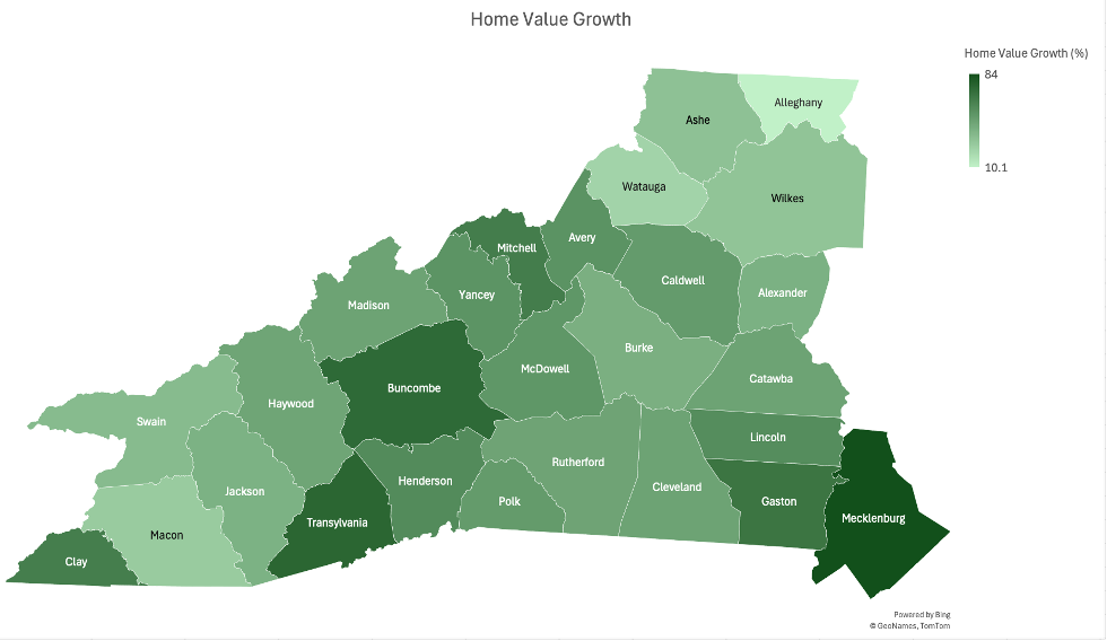 Home Value Growth
Home Value Growth (%)
84
10.1
Alleghany
Ashe
Watauga
Wilkes
Avery
Mitchell
Caldwell
Yancey
Alexander
Madison
Burke
McDowell
Catawba
Buncombe
Haywood
Swain
Lincoln
Rutherford
Henderson
Cleveland
Jackson
Polk
Gaston
Mecklenburg
Transylvania
Macon
Clay
Powered by Bing
© GeoNames, TomTom